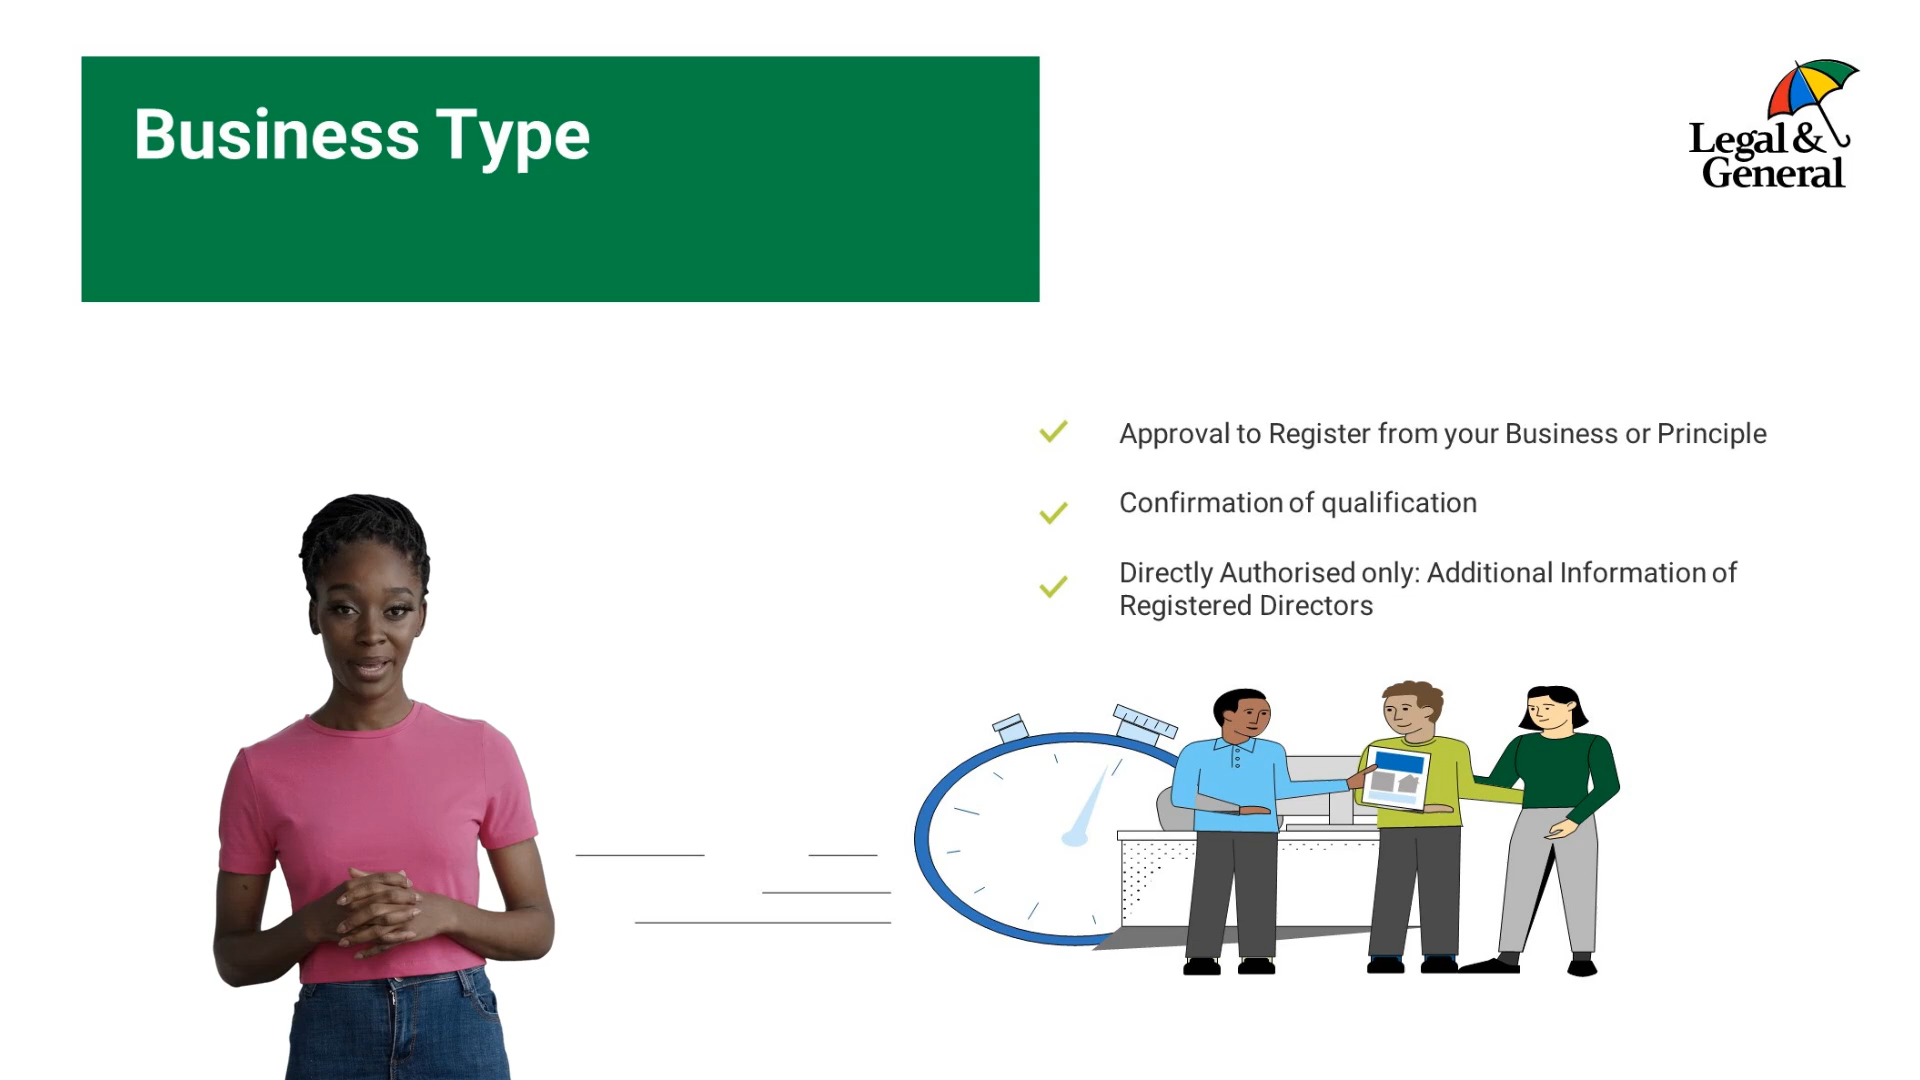 Business Type
Legal &
General
Approval to Register from your Business or Principle
Confirmation of qualification
Directly Authorised only: Additional Information of
Registered Directors